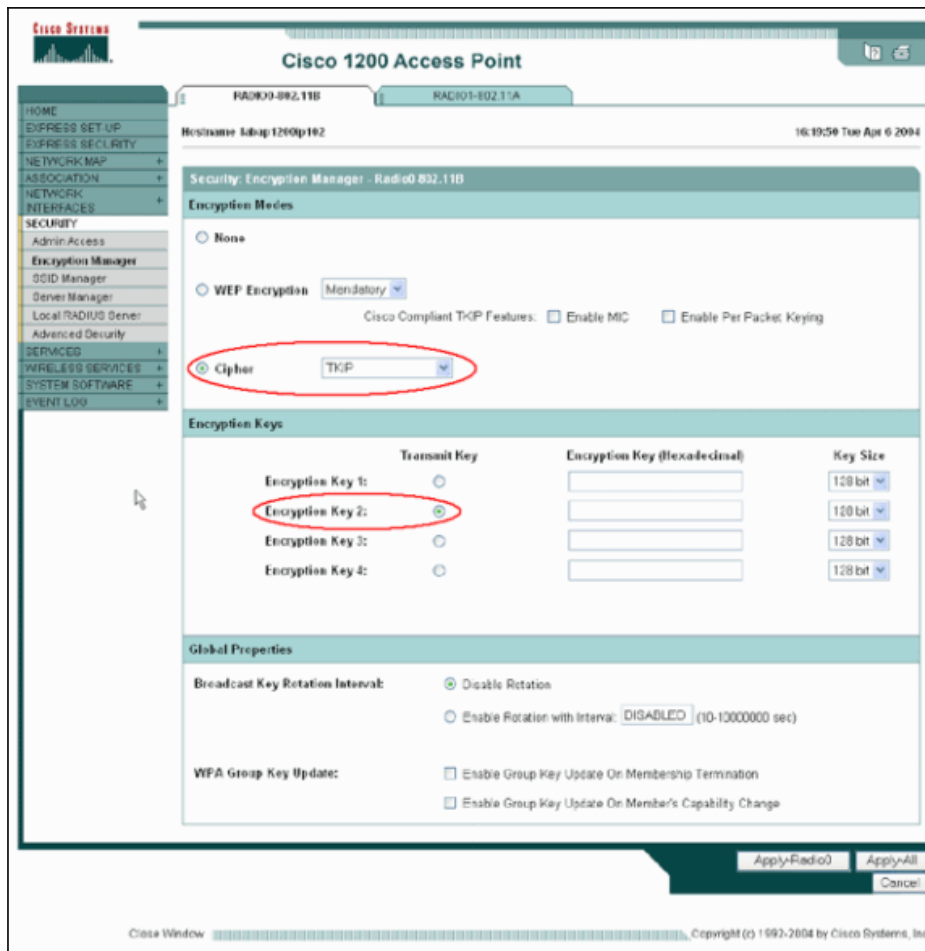 CISCO SYSTEMS
Cisco 1200 Access Point
RADIO0-802.11B
RADIO1-802.11A
HOME
EXPRESS SET-UP
EXPRESS SECURITY
NETWORK MAP +
ASSOCIATION +
NETWORK INTERFACES +
SECURITY
Admin Access
Encryption Manager
SSID Manager
Server Manager
Local RADIUS Server
Advanced Security
SERVICES +
WIRELESS SERVICES +
SYSTEM SOFTWARE +
EVENT LOG +
Hostname labap1200ip102
16:19:50 Tue Apr 6 2004
Security: Encryption Manager - Radio0-802.11B
Encryption Modes
None
WEP Encryption Mandatory
Cisco Compliant TKIP Features: Enable MIC Enable Per Packet Keying
Cipher TKIP
Encryption Keys
Transmit Key Encryption Key (Hexadecimal) Key Size
Encryption Key 1: 128 bit
Encryption Key 2: 128 bit
Encryption Key 3: 128 bit
Encryption Key 4: 128 bit
Global Properties
Broadcast Key Rotation Interval: Disable Rotation
Enable Rotation with Interval: DISABLED (10-10000000 sec)
WPA Group Key Update: Enable Group Key Update On Membership Termination
Enable Group Key Update On Member's Capability Change
Apply-Radio0 Apply-All
Cancel
Close Window Copyright (c) 1992-2004 by Cisco Systems, Inc